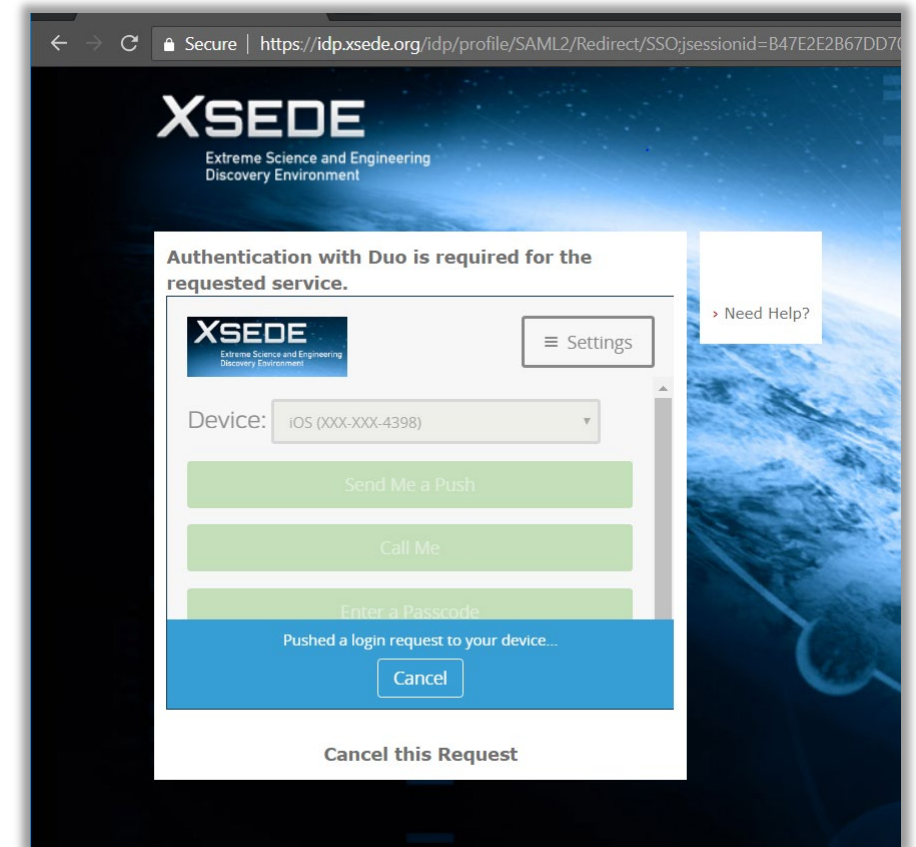 Secure | https://idp.xsede.org/idp/profile/SAML2/Redirect/SSO;jsessionid=B47E2E2B67DD70
XSEDE
Extreme Science and Engineering
Discovery Environment
Authentication with Duo is required for the
requested service.
> Need Help?
XSEDE
Extreme Science and Engineering
Discovery Environment
≡ Settings
Device: iOS (XXX-XXX-4398)
Send Me a Push
Call Me
Enter a Passcode
Pushed a login request to your device...
Cancel
Cancel this Request